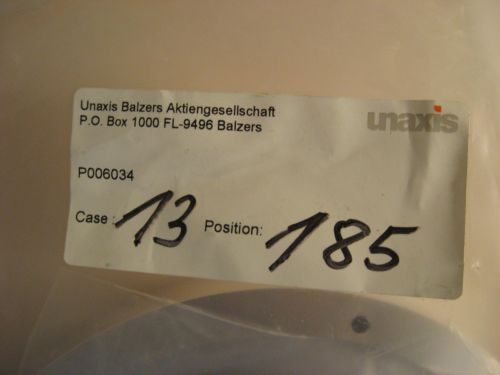 Unaxis Balzers Aktiengesellschaft
P.O. Box 1000 FL-9496 Balzers
unaxis
P006034
Case : 13 Position: 185